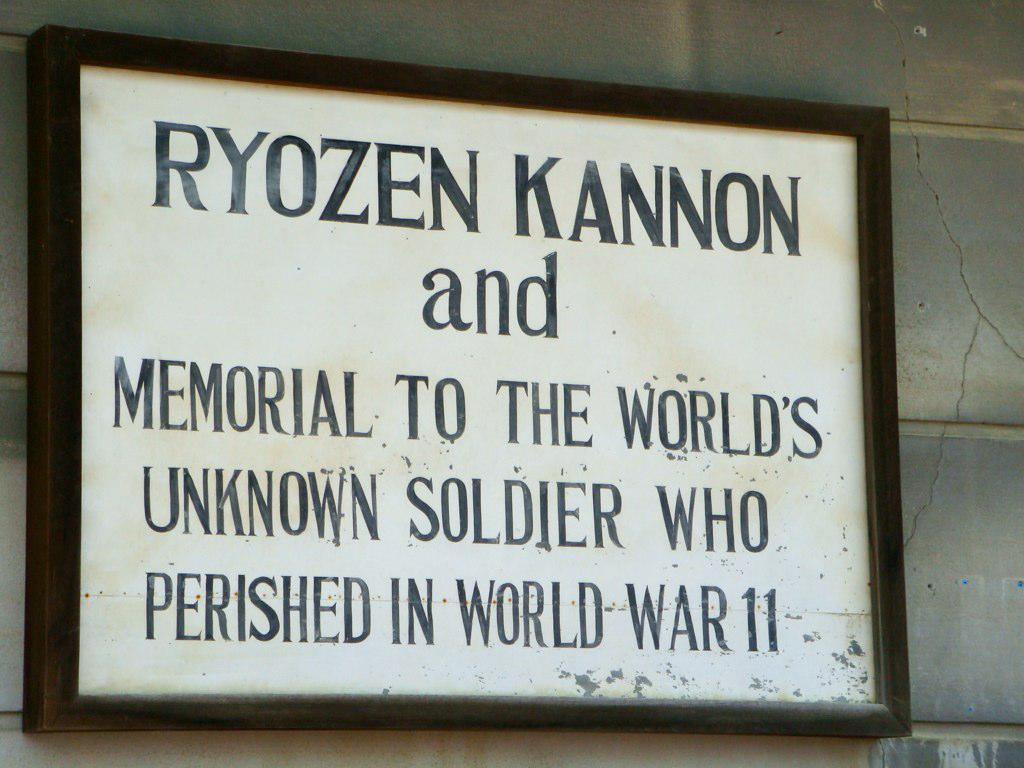 RYOZEN KANNON
and
MEMORIAL TO THE WORLD'S
UNKNOWN SOLDIER WHO
PERISHED IN WORLD WAR 11